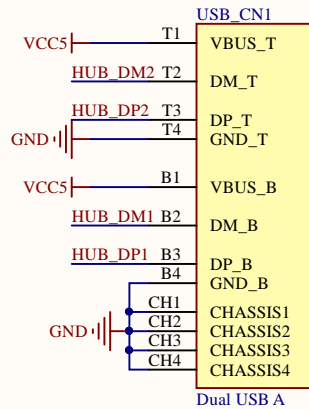 USB_CN1
VCC5 T1 VBUS_T
HUB_DM2 T2 DM_T
HUB_DP2 T3 DP_T
GND T4 GND_T
VCC5 B1 VBUS_B
HUB_DM1 B2 DM_B
HUB_DP1 B3 DP_B
B4 GND_B
CH1 CHASSIS1
GND CH2 CHASSIS2
CH3 CHASSIS3
CH4 CHASSIS4
Dual USB A